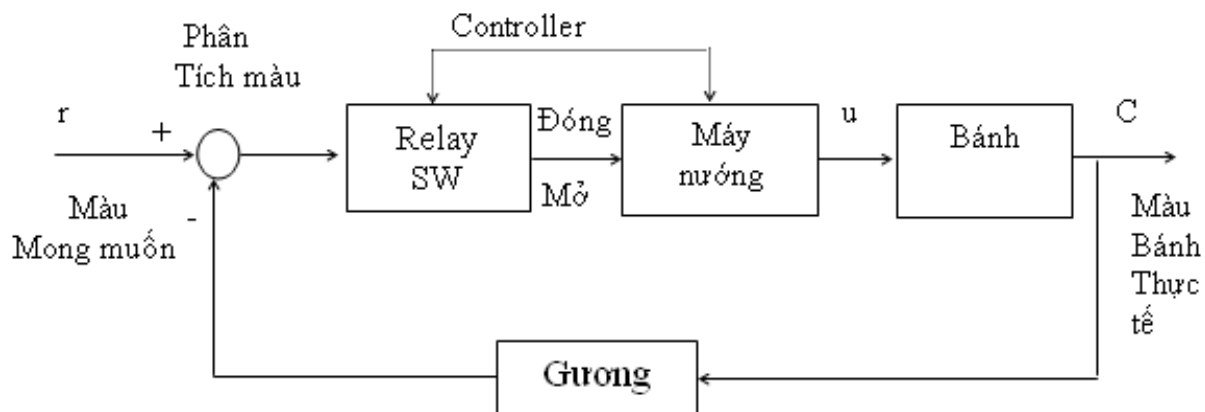 Controller
Phân
Tích màu
r
+
Relay
SW
Đóng
Mở
Máy
nướng
u
Bánh
C
Màu
Mong muốn
-
Màu
Bánh
Thực
tế
Gương